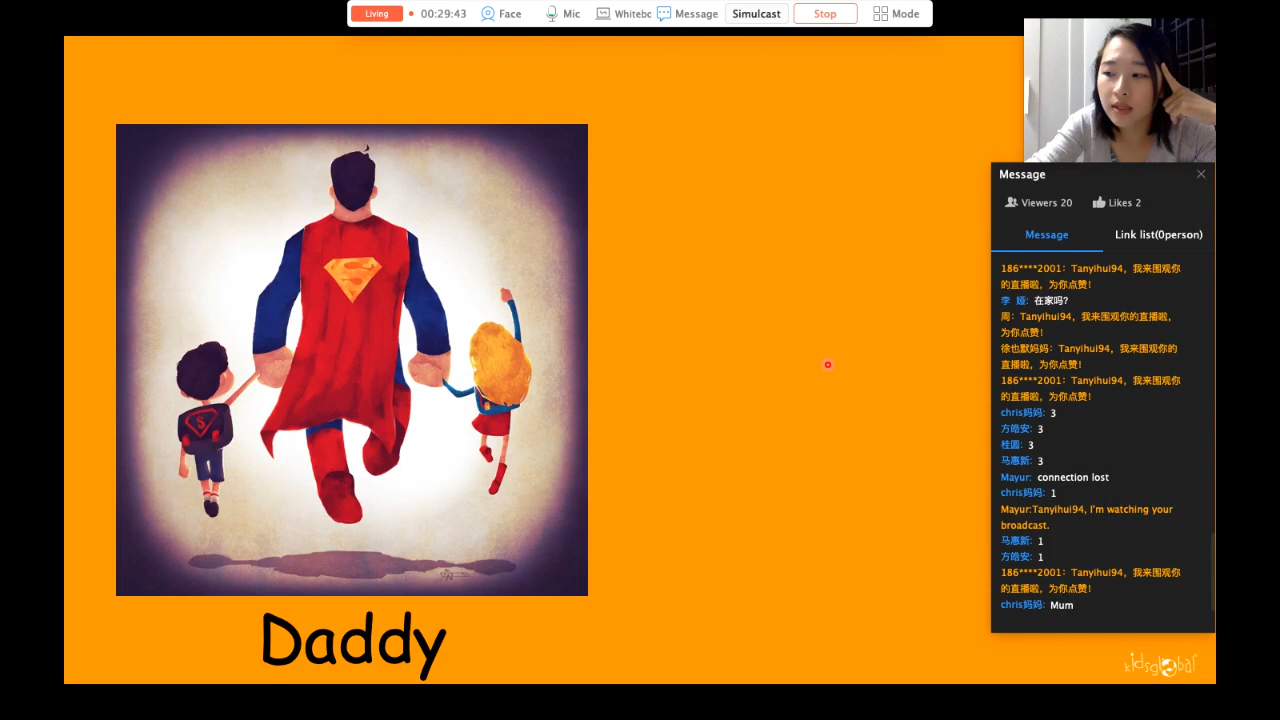 Living 00:29:43 Face Mic Whitebc Message Simulcast Stop Mode
Message
Viewers 20 Likes 2
Message Link list(0person)
186****2001: Tanyihui94, 我来围观你
的直播啦，为你点赞！
李 娅: 在家吗?
周: Tanyihui94, 我来围观你的直播啦,
为你点赞！
徐也默妈妈: Tanyihui94, 我来围观你的
直播啦，为你点赞！
186****2001: Tanyihui94, 我来围观你
的直播啦，为你点赞！
chris妈妈: 3
方皓安: 3
桂圆: 3
马惠新: 3
Mayur: connection lost
chris妈妈: 1
Mayur:Tanyihui94, I'm watching your
broadcast.
马惠新: 1
方皓安: 1
186****2001: Tanyihui94, 我来围观你
的直播啦，为你点赞！
chris妈妈: Mum
S
S
Daddy
kidsglobal